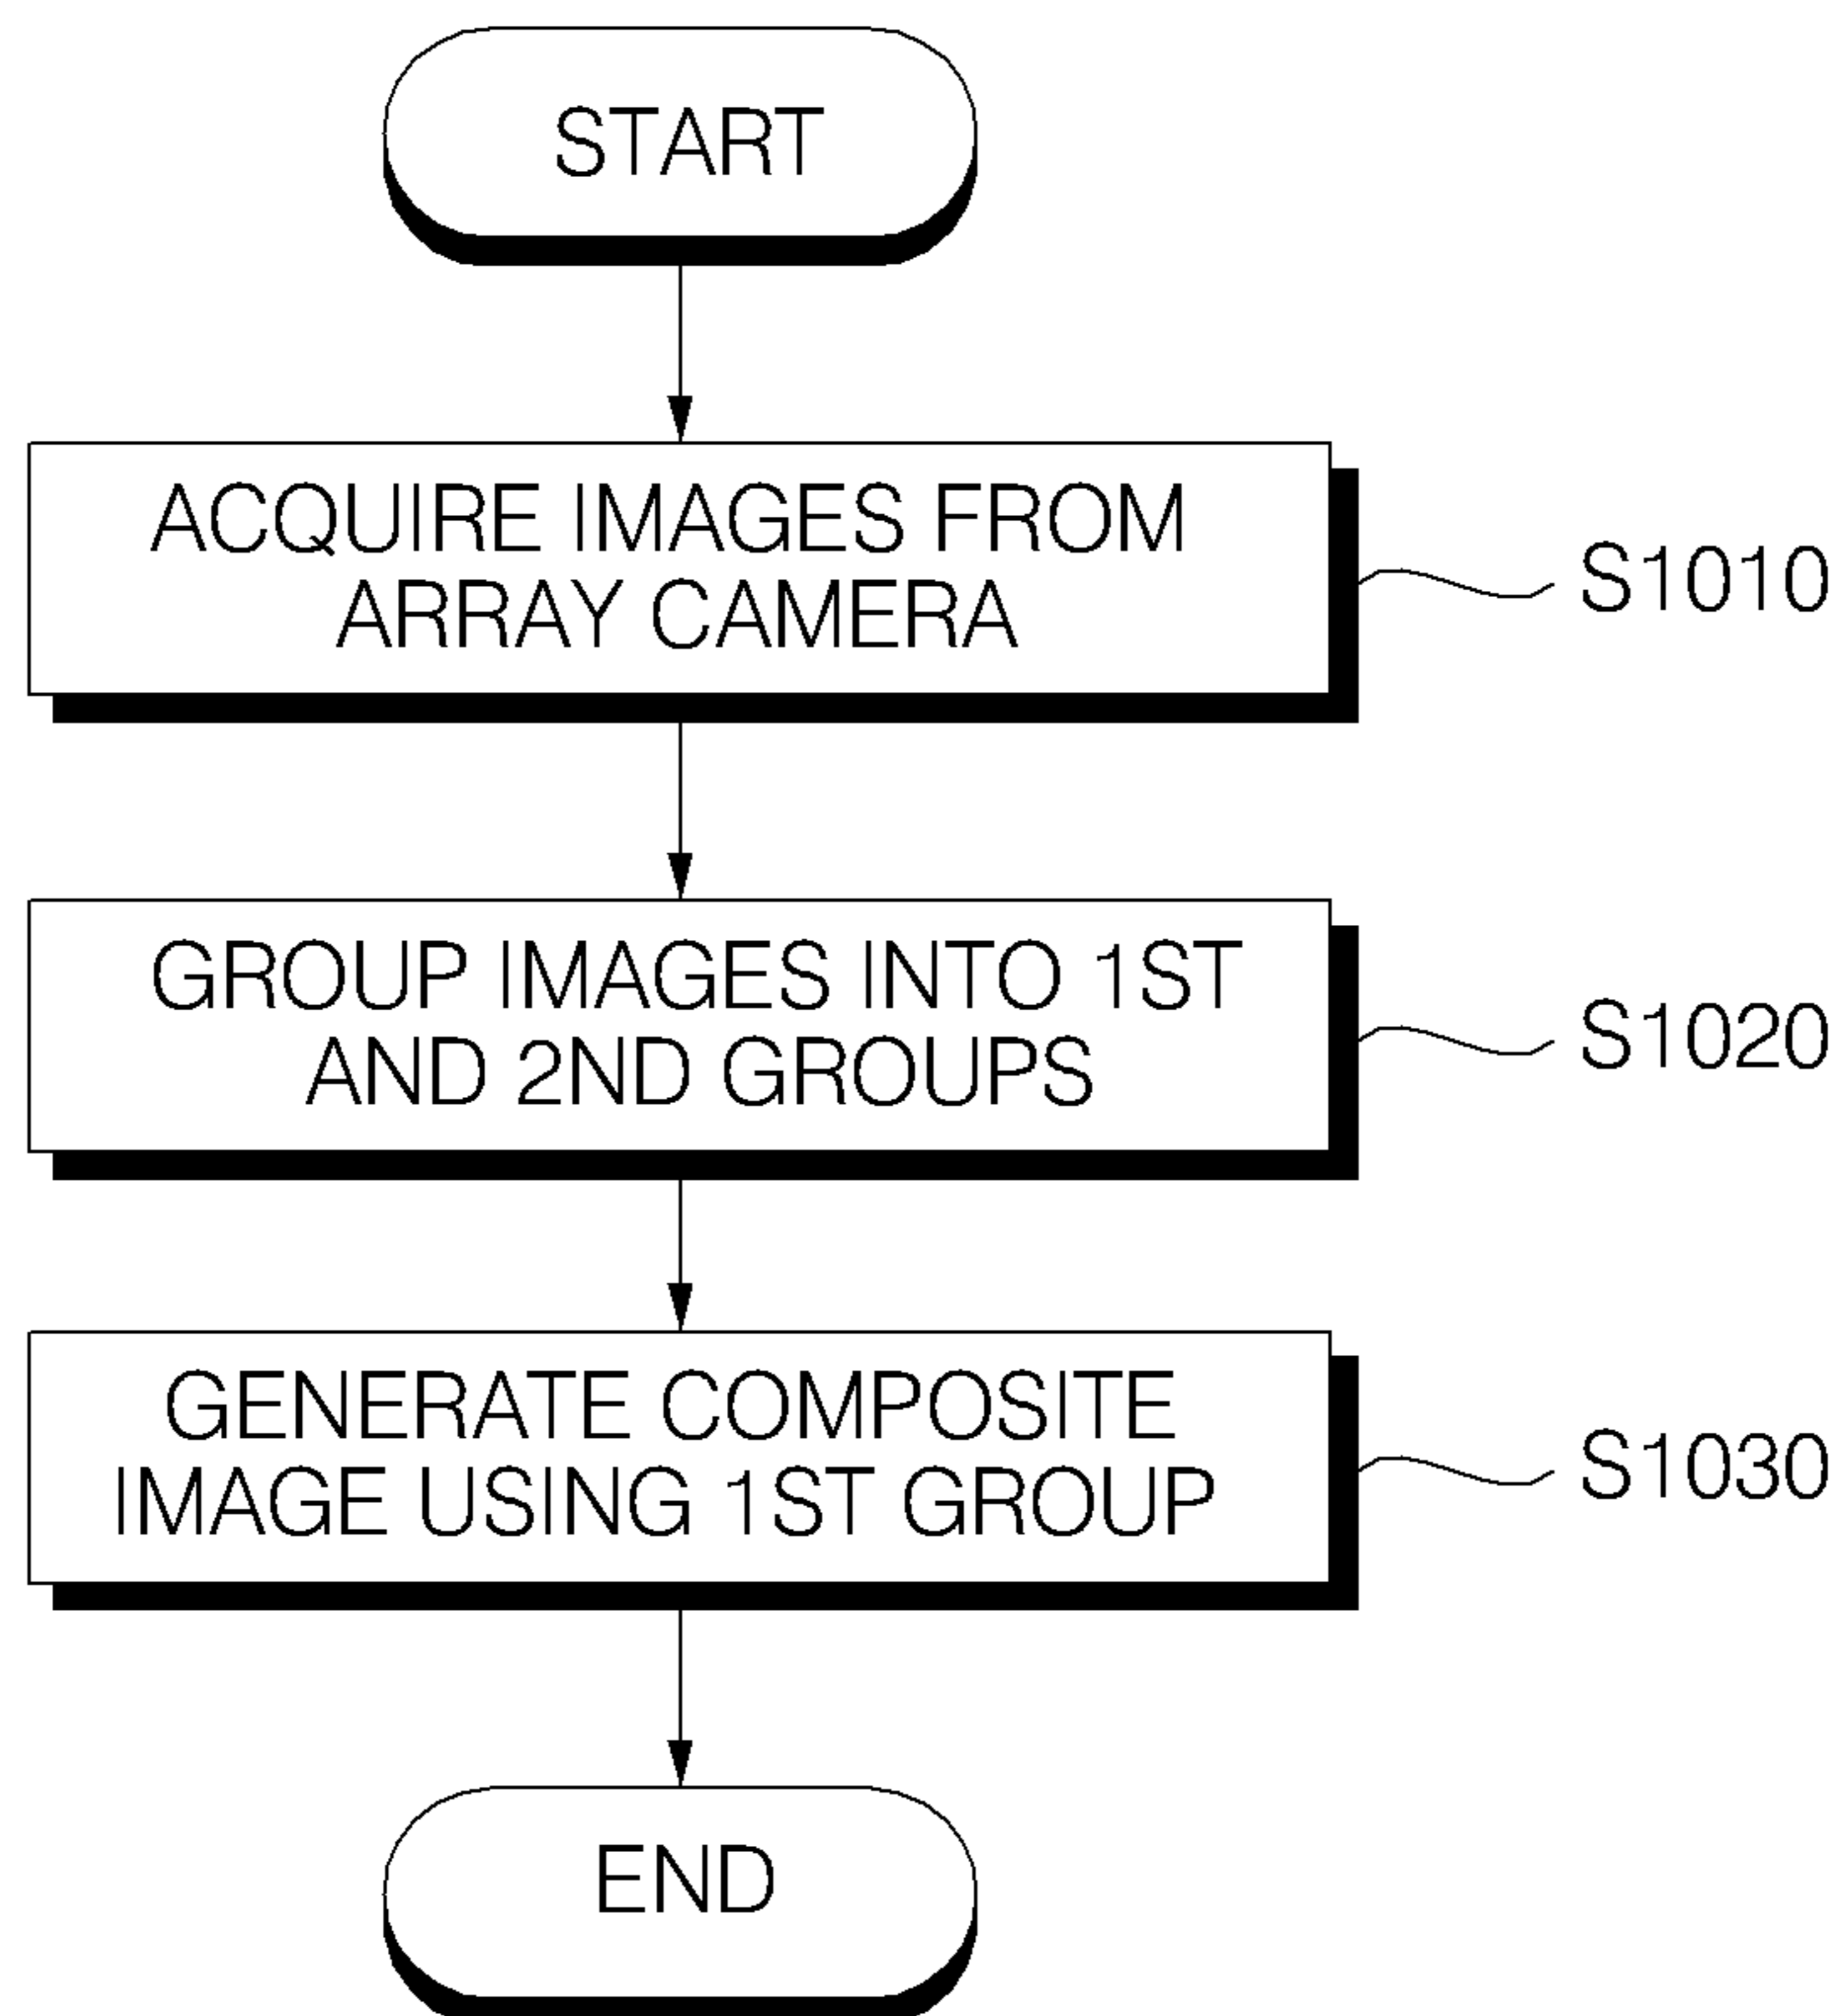 START
ACQUIRE IMAGES FROM
ARRAY CAMERA
S1010
GROUP IMAGES INTO 1ST
AND 2ND GROUPS
S1020
GENERATE COMPOSITE
IMAGE USING 1ST GROUP
S1030
END